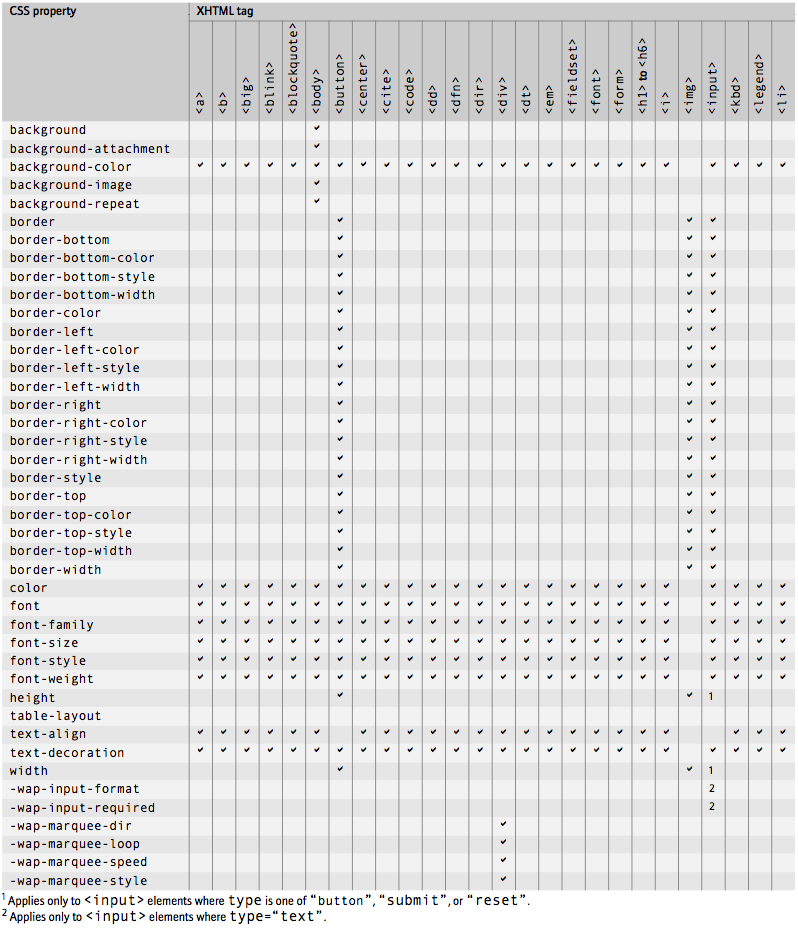 CSS property XHTML tag
<a> <b> <big> <blink> <blockquote> <body> <button> <center> <cite> <code> <dd> <dfn> <dir> <div> <dt> <em> <fieldset> <font> <form> <h1> to <h6> <i> <img> <input> <kbd> <legend> <li>
background
background-attachment
background-color
background-image
background-repeat
border
border-bottom
border-bottom-color
border-bottom-style
border-bottom-width
border-color
border-left
border-left-color
border-left-style
border-left-width
border-right
border-right-color
border-right-style
border-right-width
border-style
border-top
border-top-color
border-top-style
border-top-width
border-width
color
font
font-family
font-size
font-style
font-weight
height 1
table-layout
text-align
text-decoration
width 1
-wap-input-format 2
-wap-input-required 2
-wap-marquee-dir
-wap-marquee-loop
-wap-marquee-speed
-wap-marquee-style
1 Applies only to <input> elements where type is one of “button”, “submit”, or “reset”.
2 Applies only to <input> elements where type=“text”.